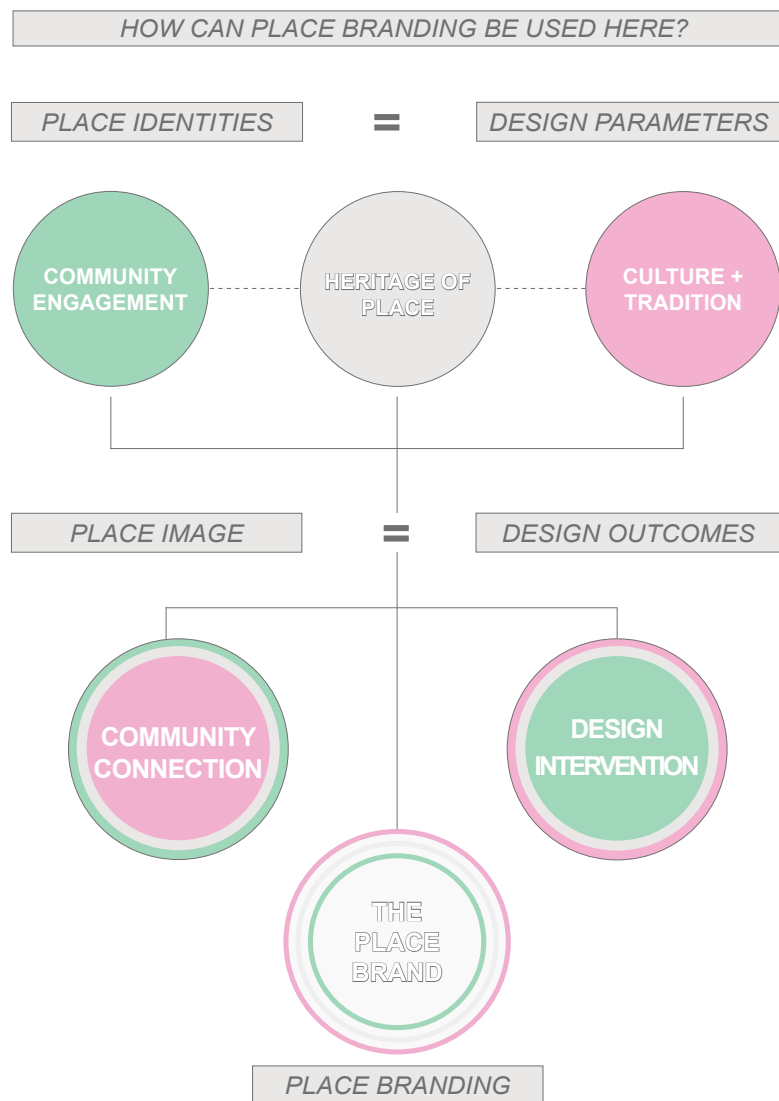 HOW CAN PLACE BRANDING BE USED HERE?
PLACE IDENTITIES = DESIGN PARAMETERS
COMMUNITY
ENGAGEMENT
HERITAGE OF
PLACE
CULTURE +
TRADITION
PLACE IMAGE = DESIGN OUTCOMES
COMMUNITY
CONNECTION
DESIGN
INTERVENTION
THE
PLACE
BRAND
PLACE BRANDING